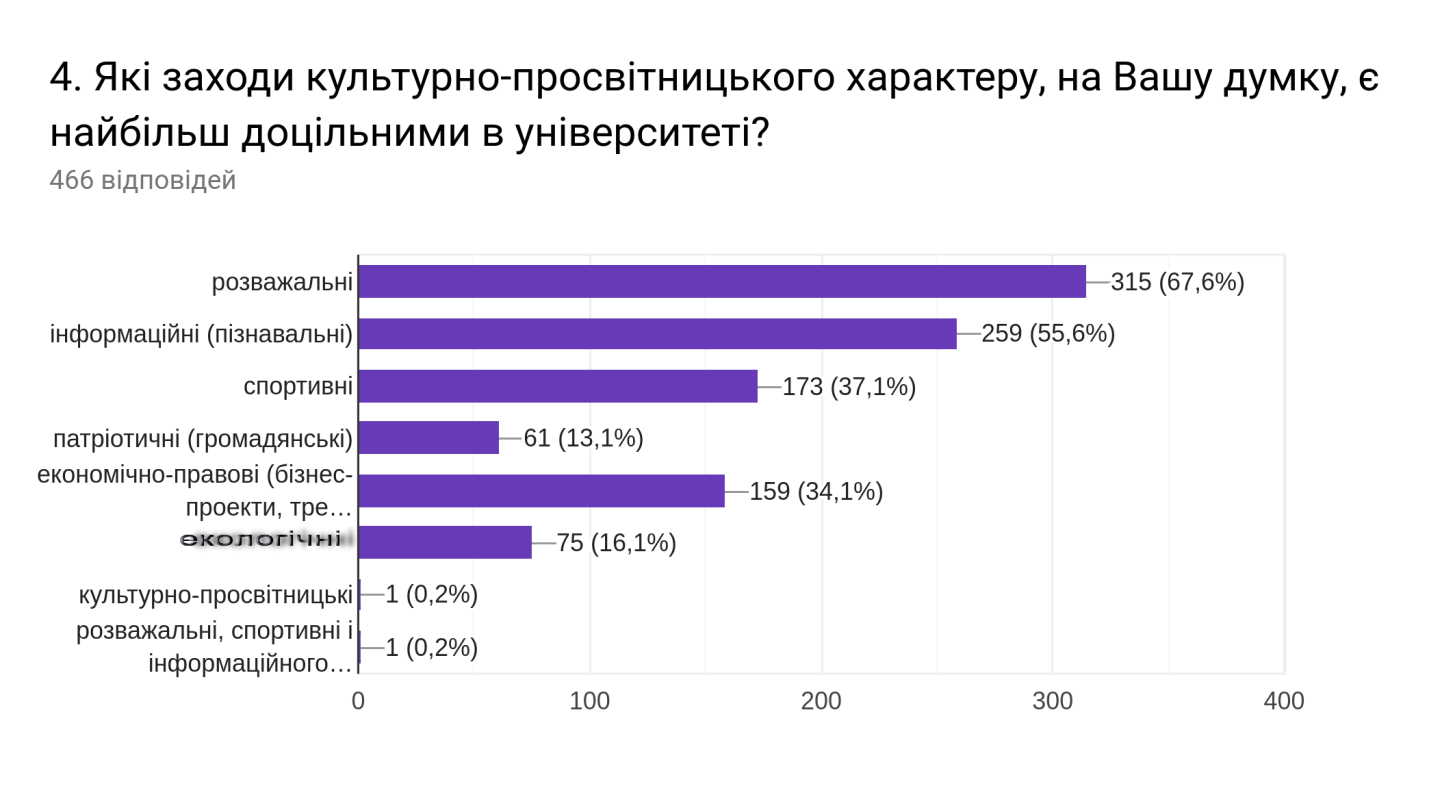 4. Які заходи культурно-просвітницького характеру, на Вашу думку, є
найбільш доцільними в університеті?
466 відповідей
розважальні
315 (67,6%)
інформаційні (пізнавальні)
259 (55,6%)
спортивні
173 (37,1%)
патріотичні (громадянські)
61 (13,1%)
економічно-правові (бізнес-
проекти, тре…
159 (34,1%)
екологічні
75 (16,1%)
культурно-просвітницькі
1 (0,2%)
розважальні, спортивні і
інформаційного…
1 (0,2%)
0 100 200 300 400